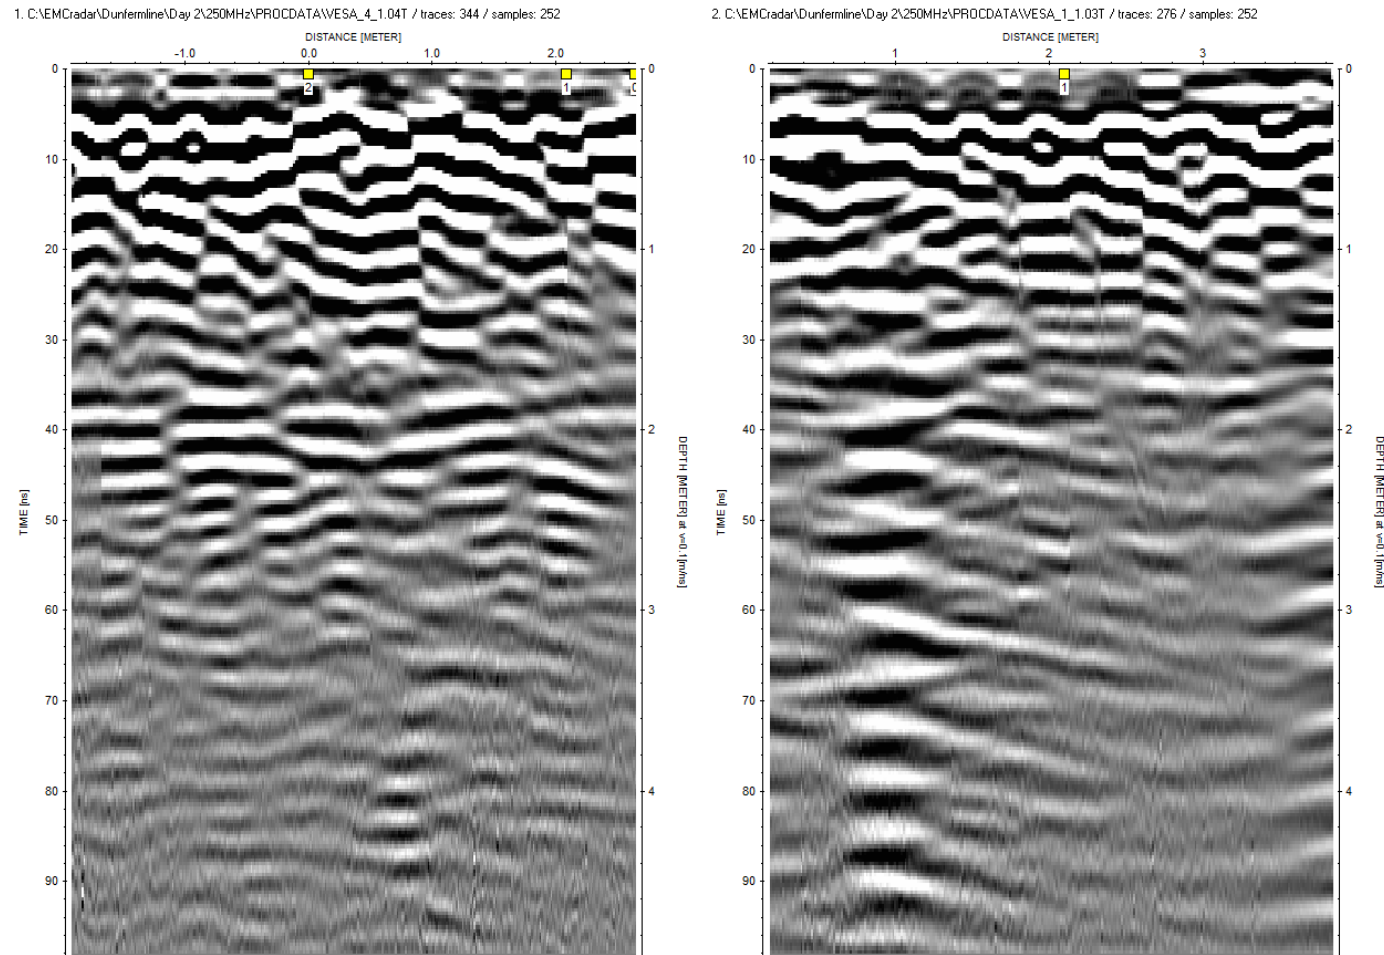 1. C:\EMCradar\Dunfermline\Day 2\250MHz\PROCDATA\VESA_4_1.04T / traces: 344 / samples: 252
DISTANCE [METER]
-1.0 0.0 1.0 2.0
0 0
2 1
10
20 1
30
40 2
50
60 3
70
80 4
90
TIME [ns]
DEPTH [METER] at v=0.1[m/ns]
2. C:\EMCradar\Dunfermline\Day 2\250MHz\PROCDATA\VESA_1_1.03T / traces: 276 / samples: 252
DISTANCE [METER]
1 2 3
0 0
1
10
20 1
30
40 2
50
60 3
70
80 4
90
TIME [ns]
DEPTH [METER] at v=0.1[m/ns]